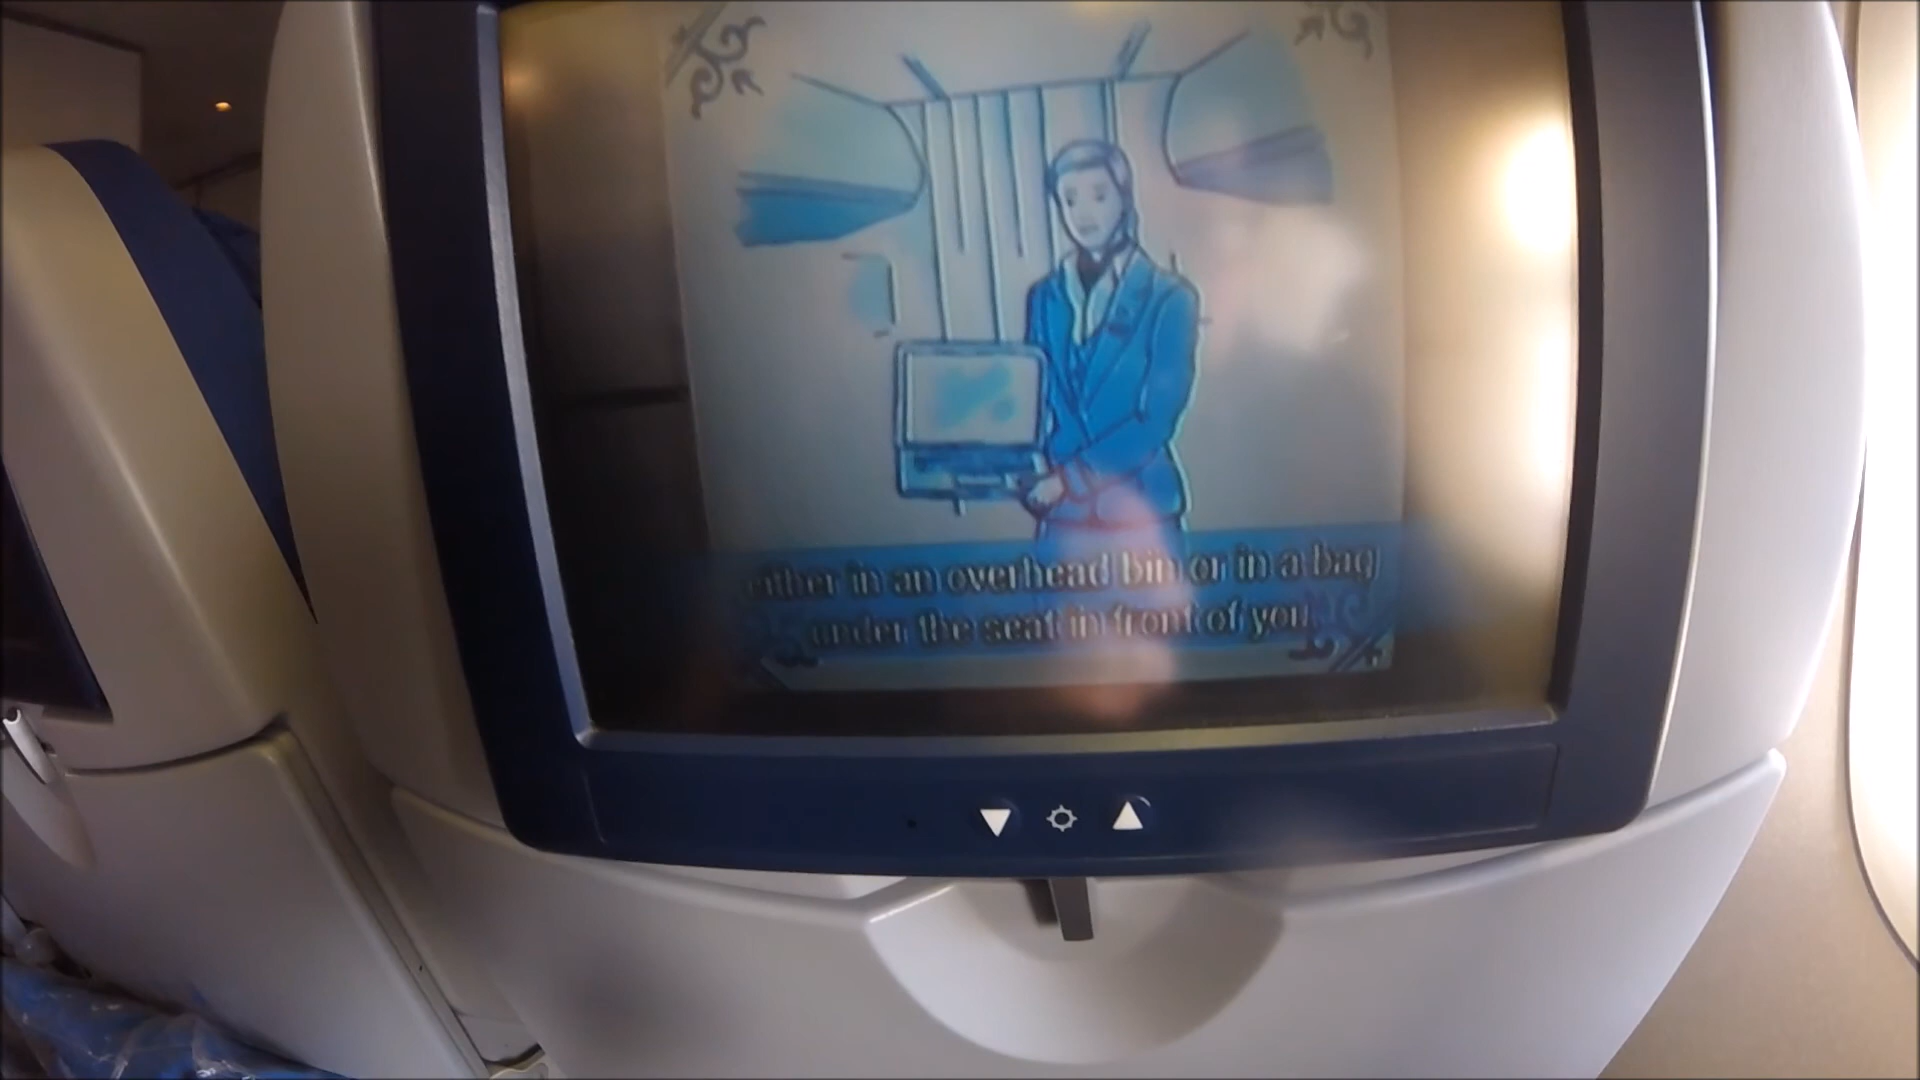 either in an overhead bin or in a bag
under the seat in front of you.